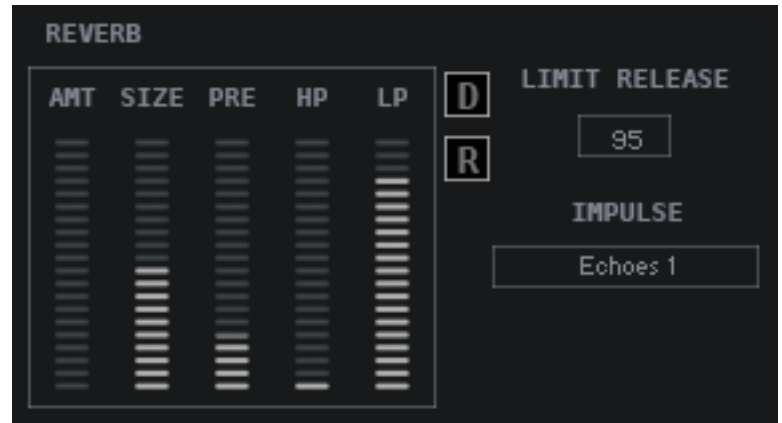 REVERB
AMT SIZE PRE HP LP
D
R
LIMIT RELEASE
95
IMPULSE
Echoes 1